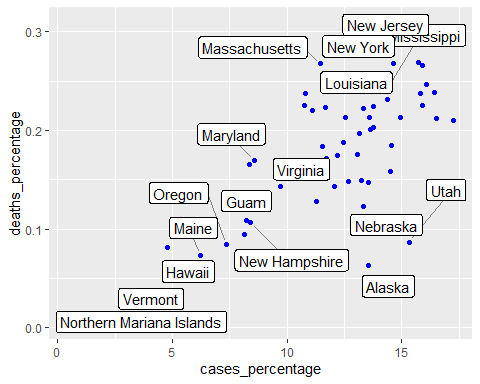 New Jersey
Mississippi
Massachusetts
New York
Louisiana
Maryland
Virginia
Utah
Oregon
Guam
Maine
Nebraska
New Hampshire
Hawaii
Alaska
Vermont
Northern Mariana Islands
0.3
0.2
0.1
0.0
deaths_percentage
0
5
10
15
cases_percentage